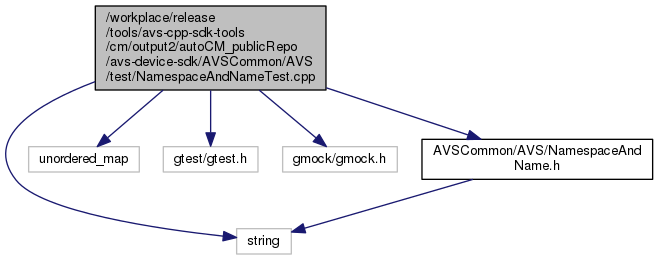 /workplace/release
/tools/avs-cpp-sdk-tools
/cm/output2/autoCM_publicRepo
/avs-device-sdk/AVSCommon/AVS
/test/NamespaceAndNameTest.cpp
unordered_map
gtest/gtest.h
gmock/gmock.h
AVSCommon/AVS/NamespaceAnd
Name.h
string